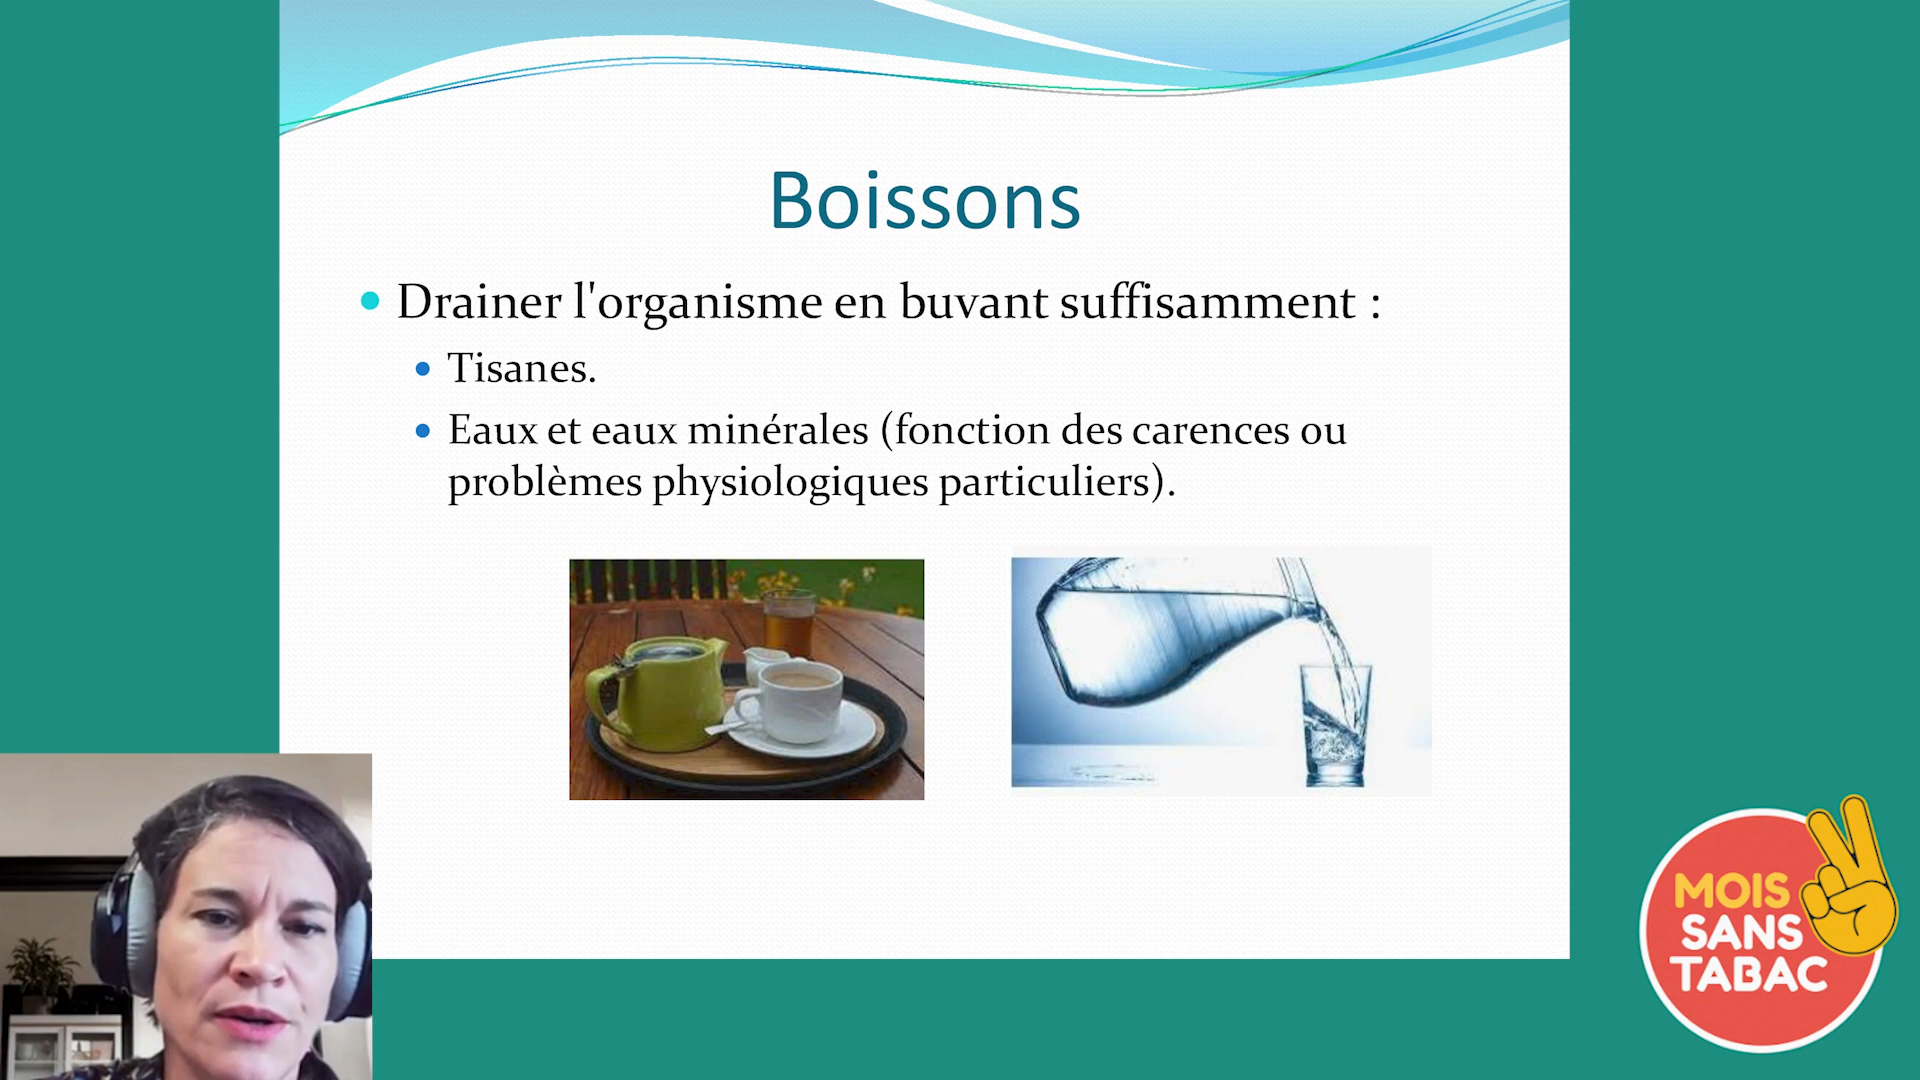 Boissons
Drainer l'organisme en buvant suffisamment :
Tisanes.
Eaux et eaux minérales (fonction des carences ou
problèmes physiologiques particuliers).
MOIS
SANS
TABAC